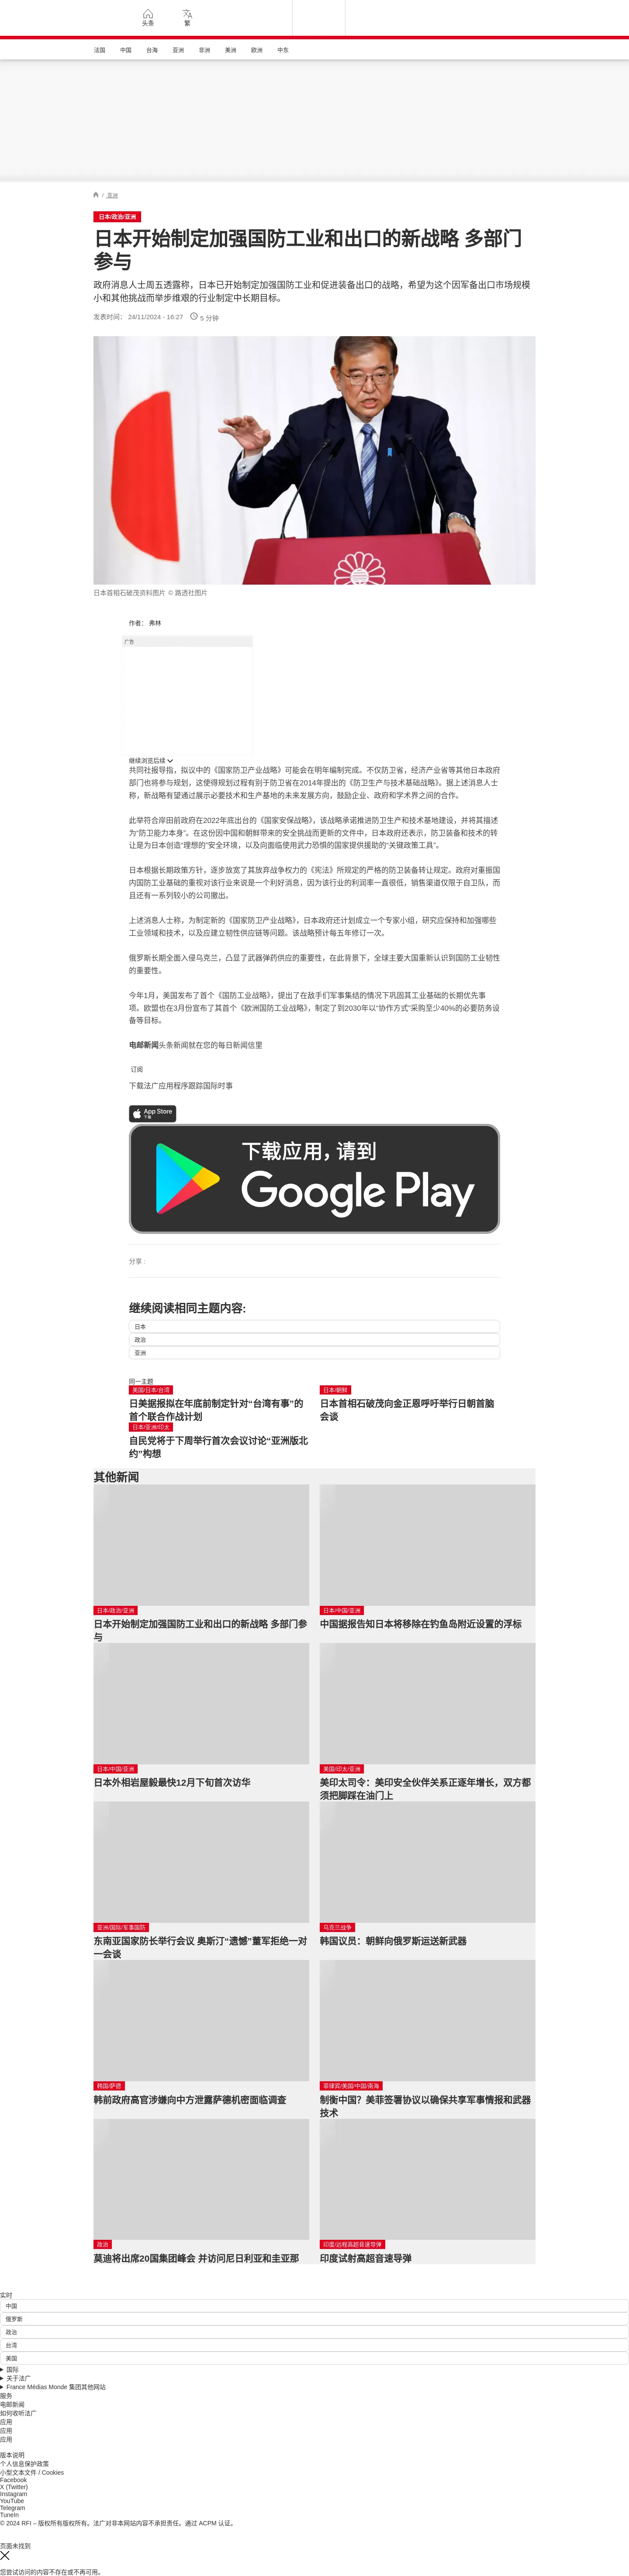 头条
繁
法国
中国
台海
亚洲
非洲
美洲
欧洲
中东
/ 亚洲
日本/政治/亚洲
日本开始制定加强国防工业和出口的新战略 多部门
参与
政府消息人士周五透露称，日本已开始制定加强国防工业和促进装备出口的战略，希望为这个因军备出口市场规模
小和其他挑战而举步维艰的行业制定中长期目标。
发表时间： 24/11/2024 - 16:27
5 分钟
日本首相石破茂资料图片 © 路透社图片
作者： 弗林
广告
继续浏览后续
共同社报导指，拟议中的《国家防卫产业战略》可能会在明年编制完成。不仅防卫省，经济产业省等其他日本政府
部门也将参与规划，这使得规划过程有别于防卫省在2014年提出的《防卫生产与技术基础战略》。据上述消息人士
称，新战略有望通过展示必要技术和生产基地的未来发展方向，鼓励企业、政府和学术界之间的合作。
此举符合岸田前政府在2022年底出台的《国家安保战略》，该战略承诺推进防卫生产和技术基地建设，并将其描述
为“防卫能力本身”。在这份因中国和朝鲜带来的安全挑战而更新的文件中，日本政府还表示，防卫装备和技术的转
让是为日本创造“理想的”安全环境，以及向面临使用武力恐惧的国家提供援助的“关键政策工具”。
日本根据长期政策方针，逐步放宽了其放弃战争权力的《宪法》所规定的严格的防卫装备转让规定。政府对重振国
内国防工业基础的重视对该行业来说是一个利好消息，因为该行业的利润率一直很低，销售渠道仅限于自卫队，而
且还有一系列较小的公司撤出。
上述消息人士称，为制定新的《国家防卫产业战略》，日本政府还计划成立一个专家小组，研究应保持和加强哪些
工业领域和技术，以及应建立韧性供应链等问题。该战略预计每五年修订一次。
俄罗斯长期全面入侵乌克兰，凸显了武器弹药供应的重要性，在此背景下，全球主要大国重新认识到国防工业韧性
的重要性。
今年1月，美国发布了首个《国防工业战略》，提出了在敌手们军事集结的情况下巩固其工业基础的长期优先事
项。欧盟也在3月份宣布了其首个《欧洲国防工业战略》，制定了到2030年以“协作方式”采购至少40%的必要防务设
备等目标。
电邮新闻头条新闻就在您的每日新闻信里
订阅
下载法广应用程序跟踪国际时事
App Store
下载
下载应用，请到
Google Play
分享 :
继续阅读相同主题内容:
日本
政治
亚洲
同一主题
美国/日本/台湾
日美据报拟在年底前制定针对“台湾有事”的
首个联合作战计划
日本/朝鲜
日本首相石破茂向金正恩呼吁举行日朝首脑
会谈
日本/亚洲/印太
自民党将于下周举行首次会议讨论“亚洲版北
约”构想
其他新闻
日本/政治/亚洲
日本开始制定加强国防工业和出口的新战略 多部门参
与
日本/中国/亚洲
中国据报告知日本将移除在钓鱼岛附近设置的浮标
日本/中国/亚洲
日本外相岩屋毅最快12月下旬首次访华
美国/印太/亚洲
美印太司令：美印安全伙伴关系正逐年增长，双方都
须把脚踩在油门上
亚洲/国际/军事国防
东南亚国家防长举行会议 奥斯汀“遗憾”董军拒绝一对
一会谈
乌克兰战争
韩国议员：朝鲜向俄罗斯运送新武器
韩国/萨德
韩前政府高官涉嫌向中方泄露萨德机密面临调查
菲律宾/美国/中国/南海
制衡中国？美菲签署协议以确保共享军事情报和武器
技术
政治
莫迪将出席20国集团峰会 并访问尼日利亚和圭亚那
印度/远程高超音速导弹
印度试射高超音速导弹
实时
中国
俄罗斯
政治
台湾
美国
国际
关于法广
France Médias Monde 集团其他网站
服务
电邮新闻
如何收听法广
应用
应用
应用
版本说明
个人信息保护政策
小型文本文件 / Cookies
Facebook
X (Twitter)
Instagram
YouTube
Telegram
TuneIn
© 2024 RFI – 版权所有版权所有。法广对非本网站内容不承担责任。通过 ACPM 认证。
页面未找到
您尝试访问的内容不存在或不再可用。